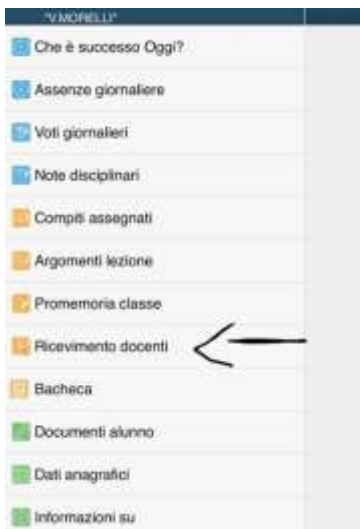 "V.MORELLI"
Che è successo Oggi?
Assenze giornaliere
Voti giornalieri
Note disciplinari
Compiti assegnati
Argomenti lezione
Promemoria classe
Ricevimento docenti
Bacheca
Documenti alunno
Dati anagrafici
Informazioni su